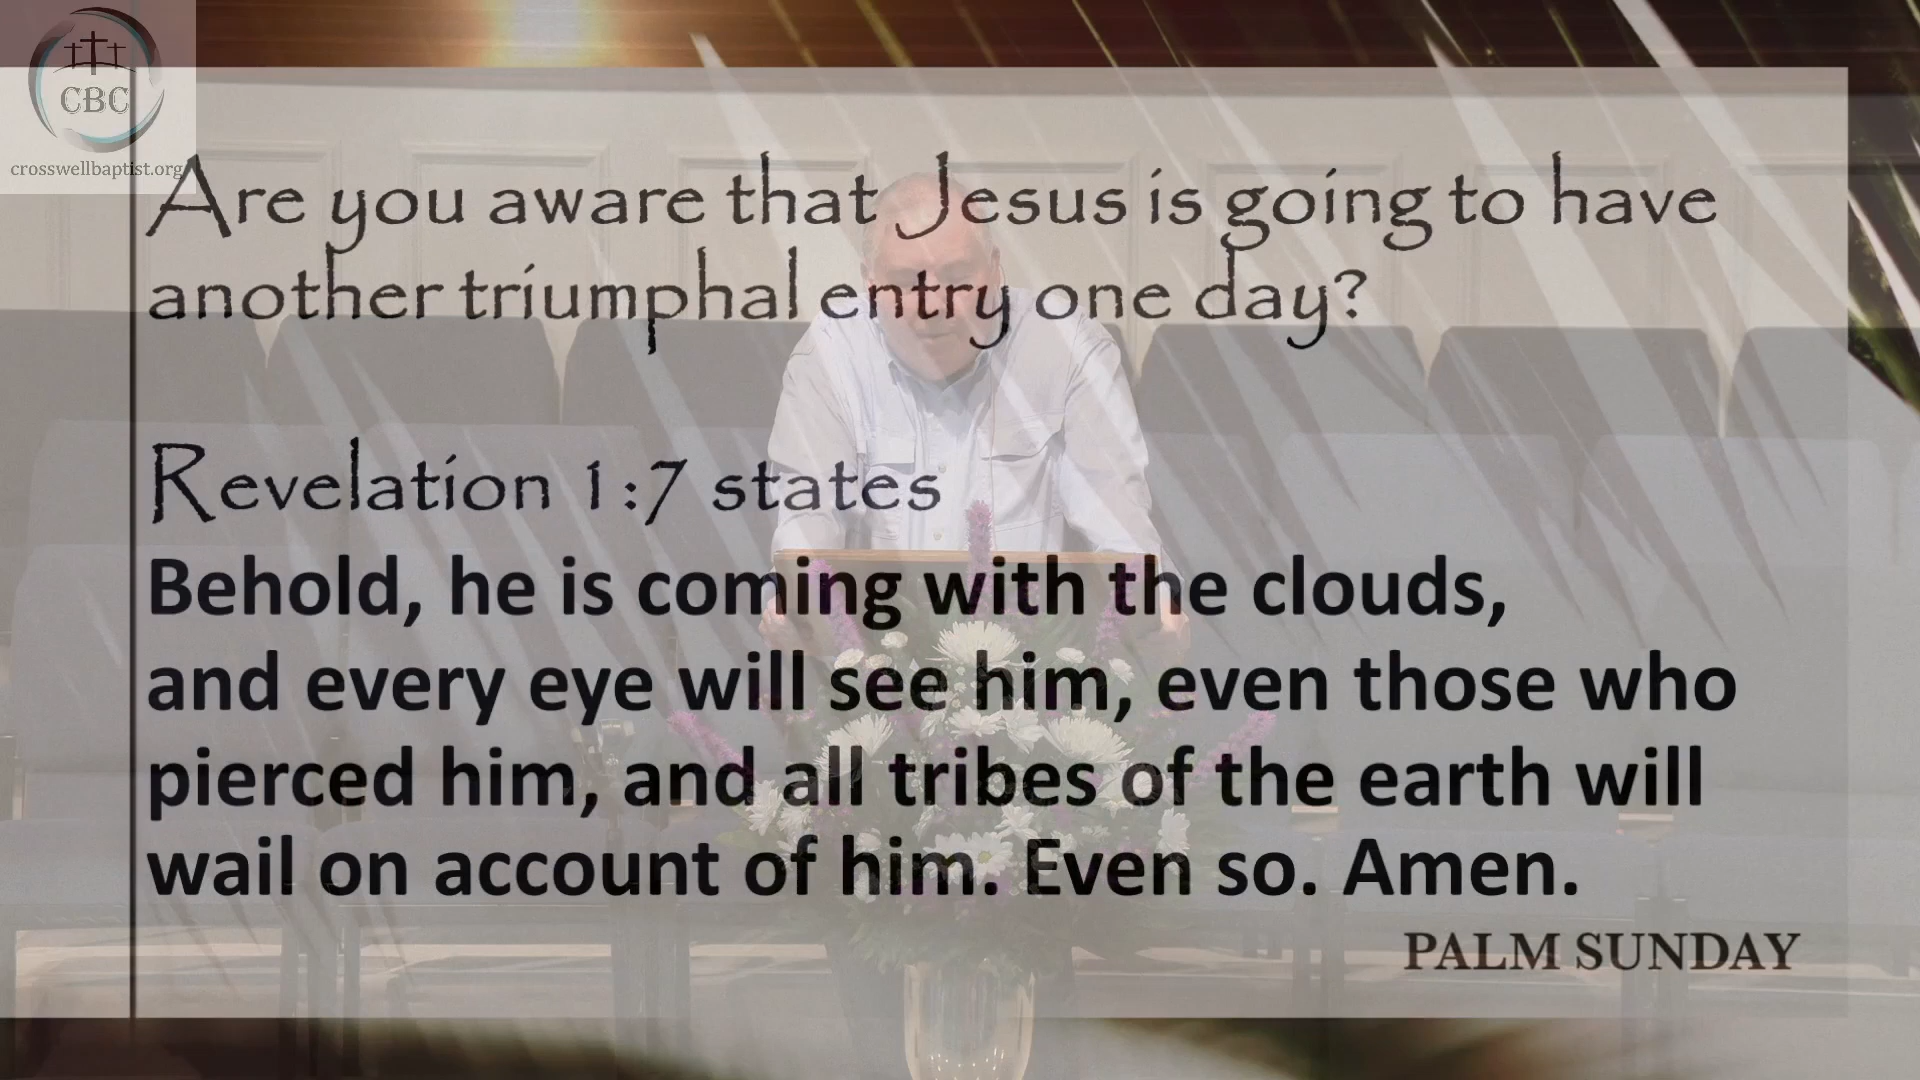 CBC
crosswellbaptist.org
Are you aware that Jesus is going to have
another triumphal entry one day?
Revelation 1:7 states
Behold, he is coming with the clouds,
and every eye will see him, even those who
pierced him, and all tribes of the earth will
wail on account of him. Even so. Amen.
PALM SUNDAY